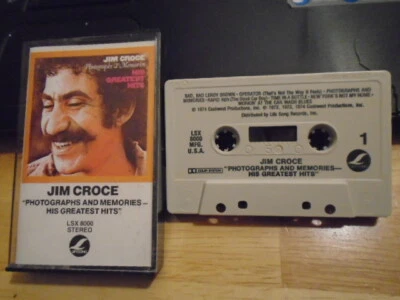 JIM CROCE
Photographs & Memories
HIS
GREATEST
HITS
JIM CROCE
"PHOTOGRAPHS AND MEMORIES—
HIS GREATEST HITS"
LSX 8000
STEREO
BAD, BAD LEROY BROWN • OPERATOR (That's Not The Way It Feels) • PHOTOGRAPHS AND
MEMORIES • RAPID ROY (The Stock Car Boy) • TIME IN A BOTTLE • NEW YORK'S NOT MY HOME •
WORKIN' AT THE CAR WASH BLUES
Distributed by Life Song Records, Inc.
LSX
8000
MFG.
U.S.A.
1
JIM CROCE
"PHOTOGRAPHS AND MEMORIES—
HIS GREATEST HITS"